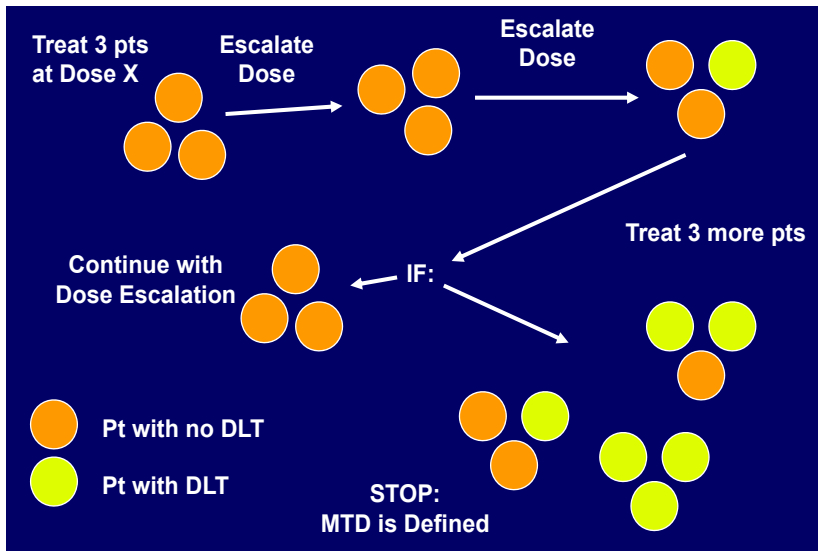 Treat 3 pts
at Dose X
Escalate
Dose
Escalate
Dose
Treat 3 more pts
IF:
Continue with
Dose Escalation
Pt with no DLT
Pt with DLT
STOP:
MTD is Defined